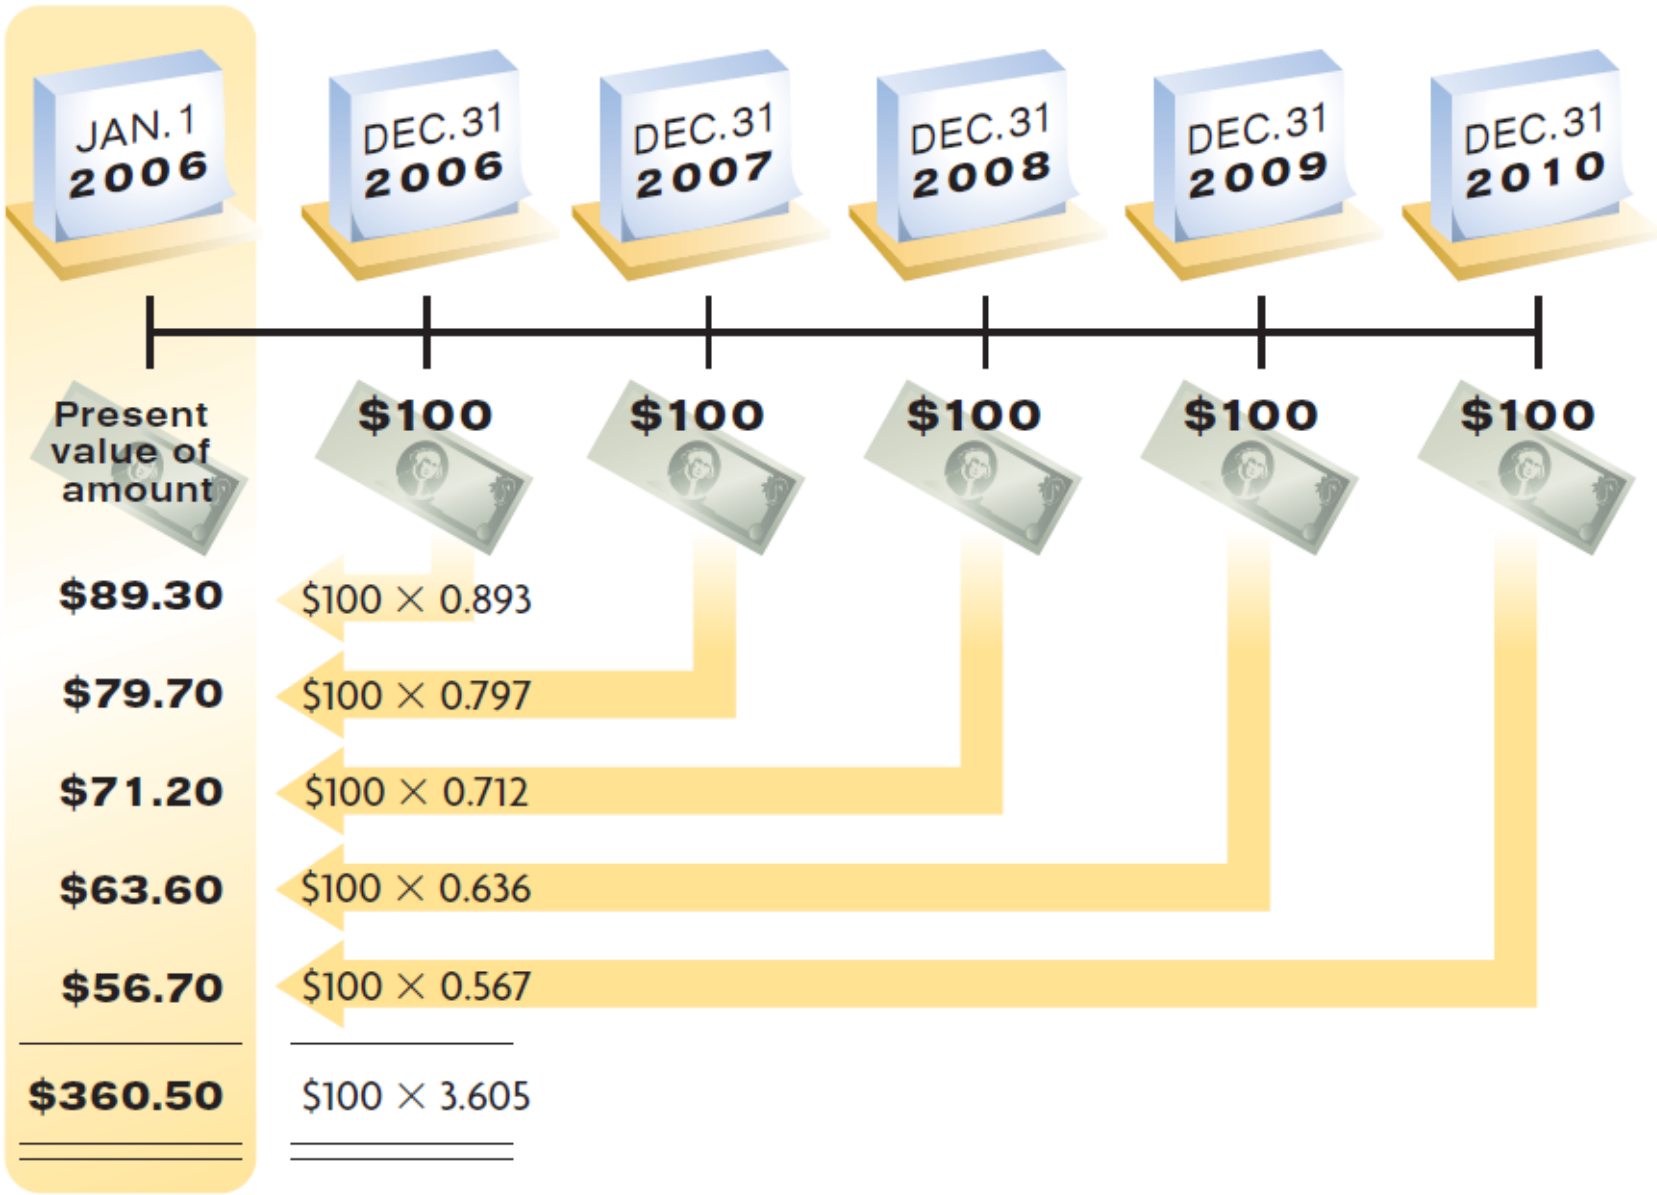 JAN.1
2006
DEC.31
2006
DEC.31
2007
DEC.31
2008
DEC.31
2009
DEC.31
2010
Present
value of
amount
$100
$100
$100
$100
$100
$89.30
$100 × 0.893
$79.70
$100 × 0.797
$71.20
$100 × 0.712
$63.60
$100 × 0.636
$56.70
$100 × 0.567
$360.50
$100 × 3.605